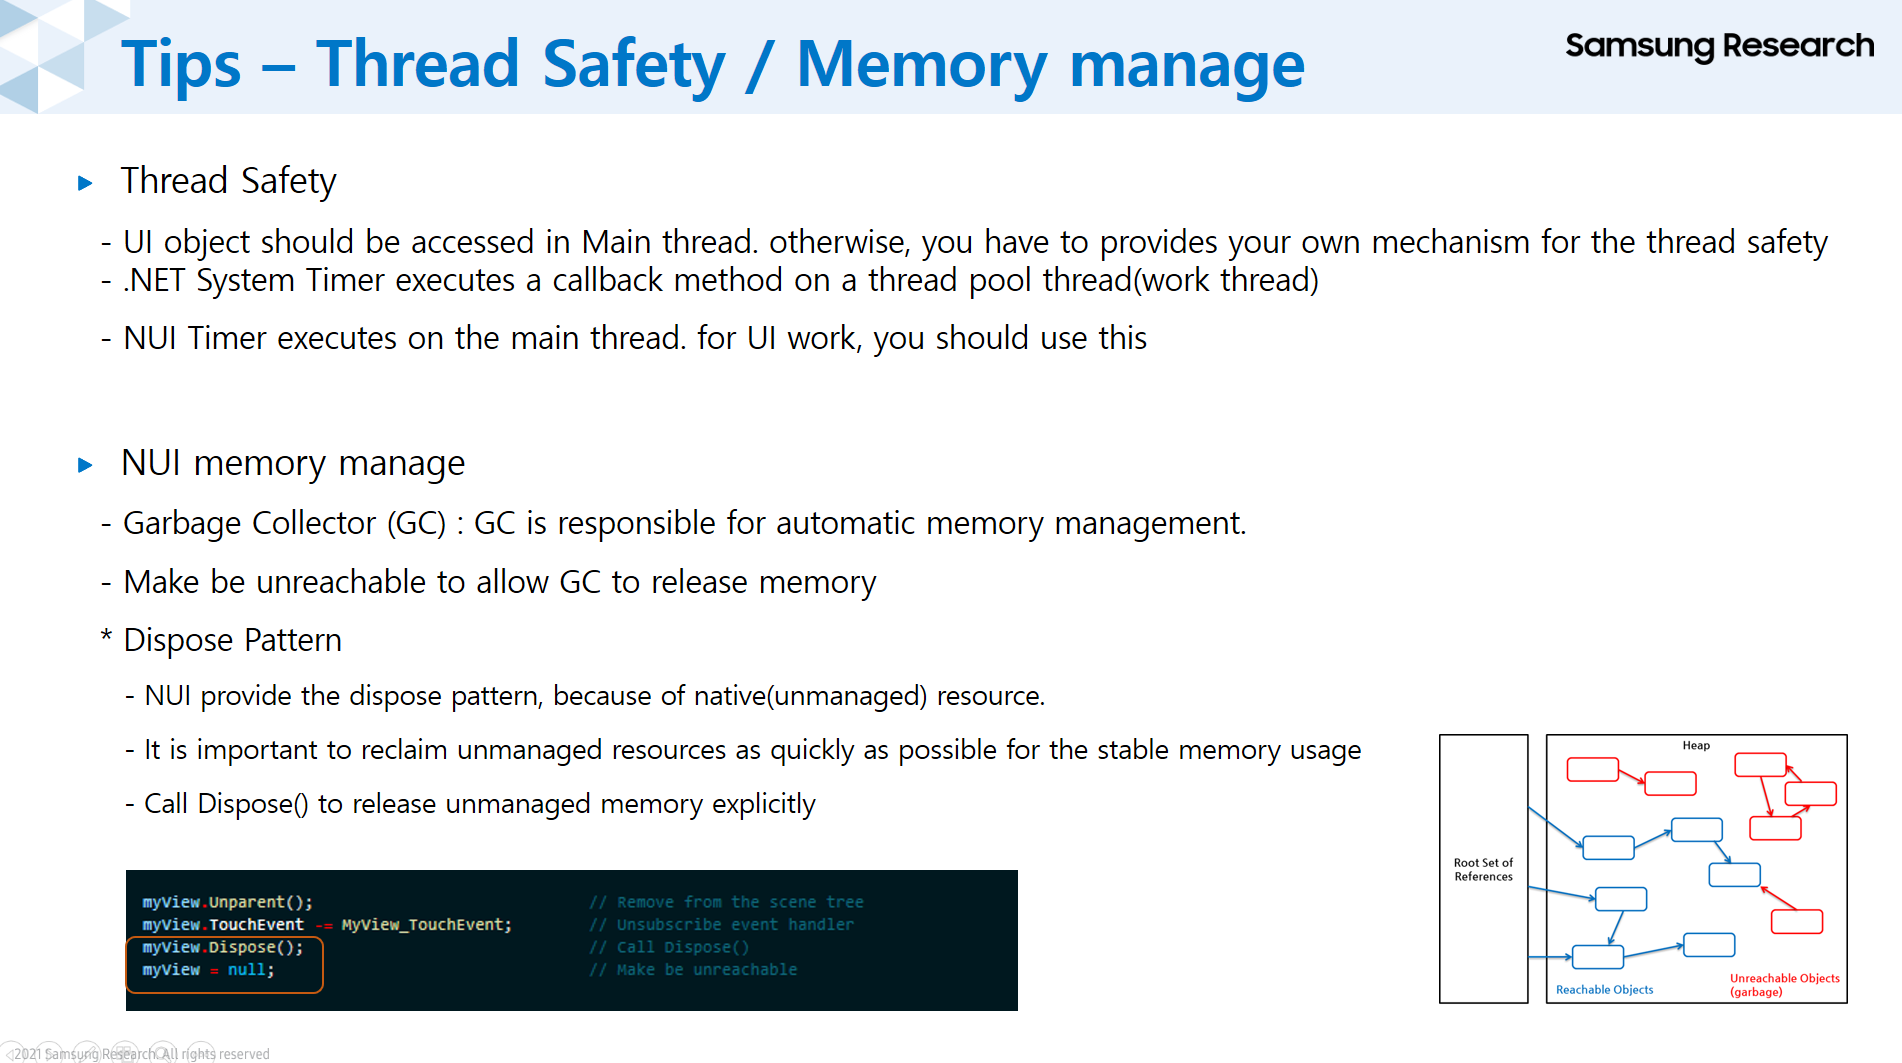 Tips – Thread Safety / Memory manage
Samsung Research
Thread Safety
- UI object should be accessed in Main thread. otherwise, you have to provides your own mechanism for the thread safety
- .NET System Timer executes a callback method on a thread pool thread(work thread)
- NUI Timer executes on the main thread. for UI work, you should use this
NUI memory manage
- Garbage Collector (GC) : GC is responsible for automatic memory management.
- Make be unreachable to allow GC to release memory
* Dispose Pattern
- NUI provide the dispose pattern, because of native(unmanaged) resource.
- It is important to reclaim unmanaged resources as quickly as possible for the stable memory usage
- Call Dispose() to release unmanaged memory explicitly
myView.Unparent(); // Remove from the scene tree
myView.TouchEvent -= MyView_TouchEvent; // Unsubscribe event handler
myView.Dispose(); // Call Dispose()
myView = null; // Make be unreachable
Root Set of
References
Heap
Reachable Objects
Unreachable Objects
(garbage)
2021 Samsung Research. All rights reserved